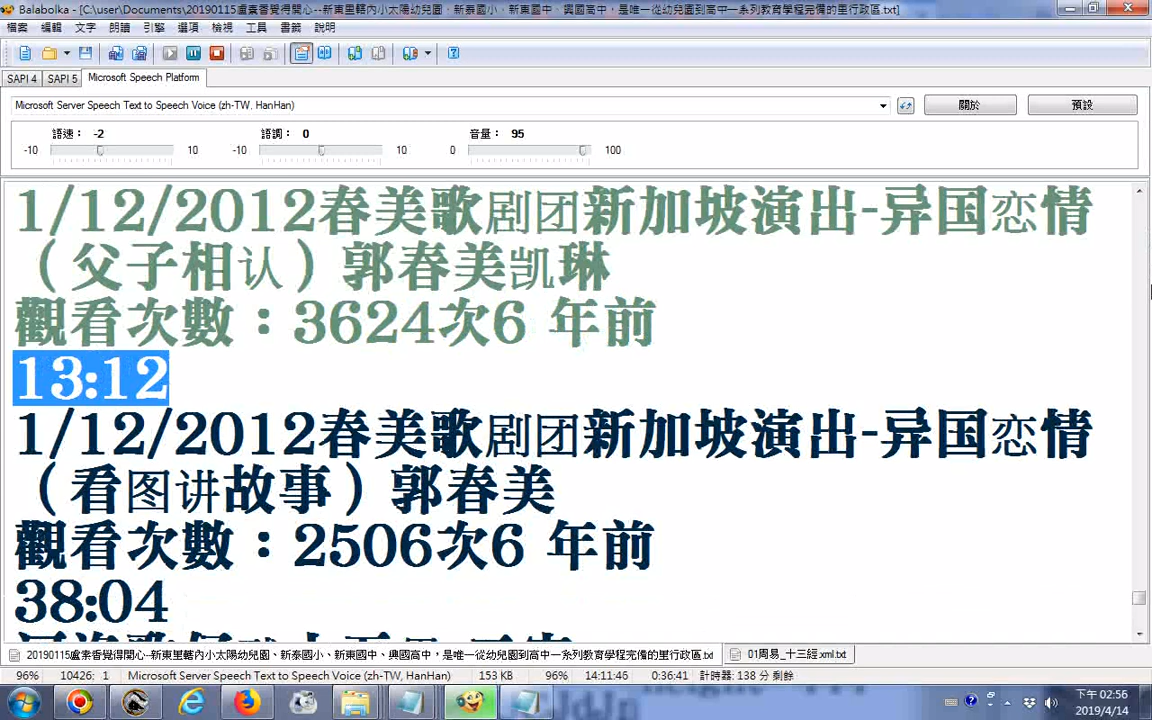 Balabolka - [C:\user\Documents\20190115盧素香覺得開心--新東里轄內小太陽幼兒園、新泰國小、新東國中、興國高中，是唯一從幼兒園到高中一系列教育學程完備的里行政區.txt]
檔案 編輯 文字 朗讀 引擎 選項 檢視 工具 書籤 說明
SAPI 4 SAPI 5 Microsoft Speech Platform
Microsoft Server Speech Text to Speech Voice (zh-TW, HanHan) 關於 預設
語速： -2 語調： 0 音量： 95
-10 10 -10 10 0 100
1/12/2012春美歌剧团新加坡演出-异国恋情
（父子相认）郭春美凯琳
觀看次數：3624次6 年前
13:12
1/12/2012春美歌剧团新加坡演出-异国恋情
（看图讲故事）郭春美
觀看次數：2506次6 年前
38:04
20190115盧素香覺得開心--新東里轄內小太陽幼兒園、新泰國小、新東國中、興國高中，是唯一從幼兒園到高中一系列教育學程完備的里行政區.txt 01周易_十三經.xml.txt
96% 10426: 1 Microsoft Server Speech Text to Speech Voice (zh-TW, HanHan) 153 KB 96% 14:11:46 0:36:41 計時器: 138 分 剩餘
下午 02:56
2019/4/14